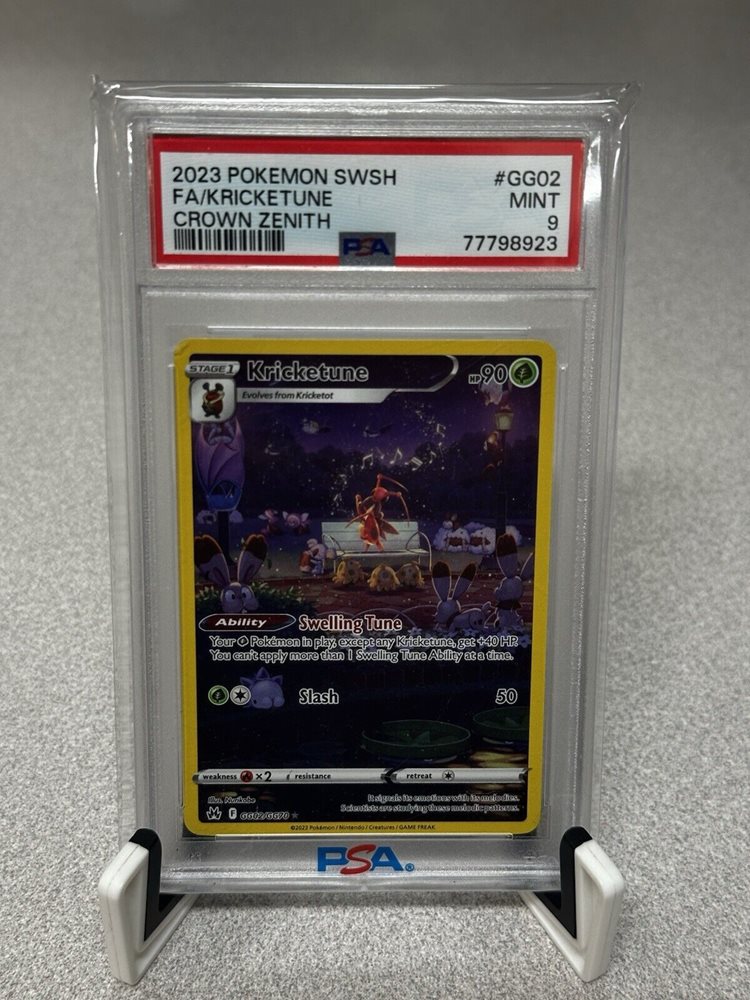 2023 POKEMON SWSH #GG02
FA/KRICKETUNE MINT
CROWN ZENITH 9
PSA 77798923
STAGE 1 Kricketune HP 90
Evolves from Kricketot
Ability Swelling Tune
Your Pokémon in play, except any Kricketune, get +40 HP.
You can't apply more than 1 Swelling Tune Ability at a time.
Slash 50
weakness ×2 resistance retreat
Illus. Nurikabe
It signals its emotions with its melodies.
Scientists are studying these melodic patterns.
F GG02/GG70
©2023 Pokémon / Nintendo / Creatures / GAME FREAK
PSA®